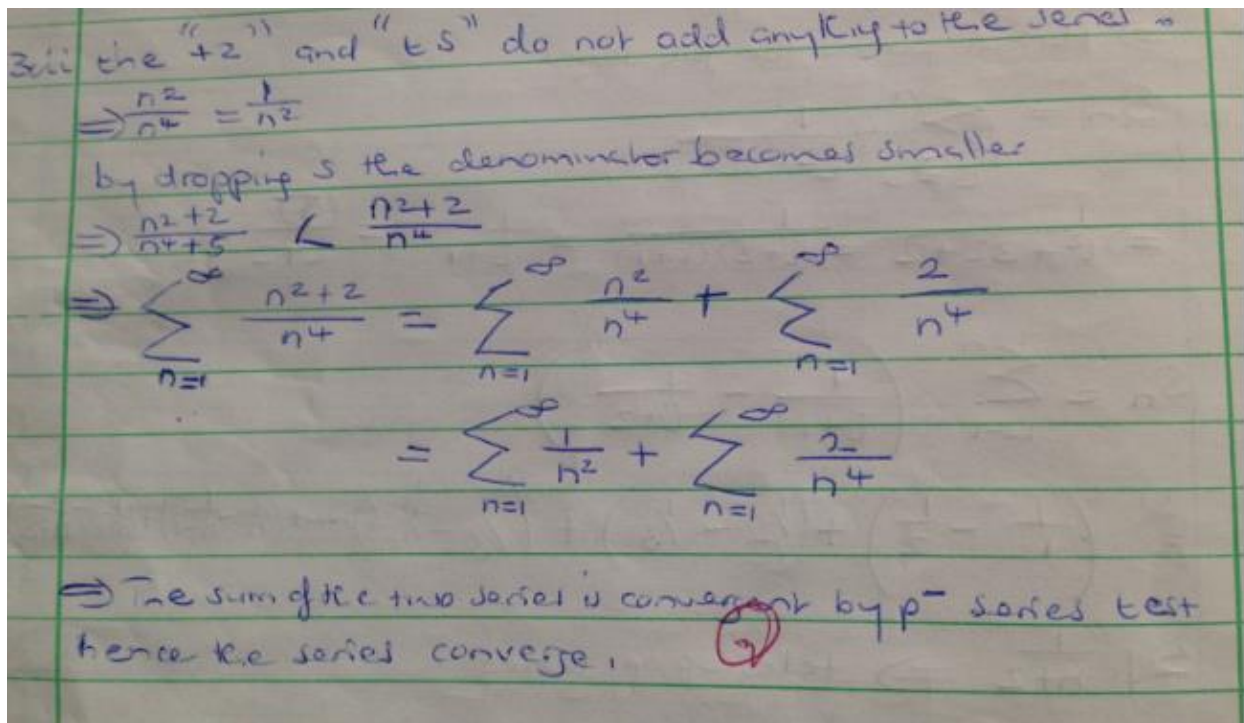 3iii the "+2" and "+5" do not add anything to the series
⇒ n2/n4 = 1/n2
by dropping 5 the denominator becomes smaller
⇒ n2+2/n4+5 < n2+2/n4
⇒ ∑ n=1 ∞ n2+2/n4 = ∑ n=1 ∞ n2/n4 + ∑ n=1 ∞ 2/n4
= ∑ n=1 ∞ 1/n2 + ∑ n=1 ∞ 2/n4
⇒ The sum of the two series is convergent by p- series test
hence the series converge.